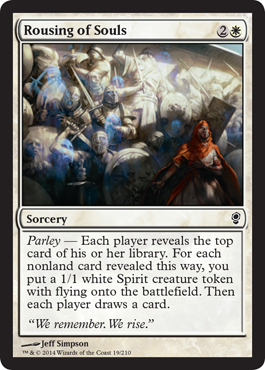 Rousing of Souls 2
Sorcery
Parley — Each player reveals the top
card of his or her library. For each
nonland card revealed this way, you
put a 1/1 white Spirit creature token
with flying onto the battlefield. Then
each player draws a card.
“We remember. We rise.”
Jeff Simpson
™ & © 2014 Wizards of the Coast 19/210